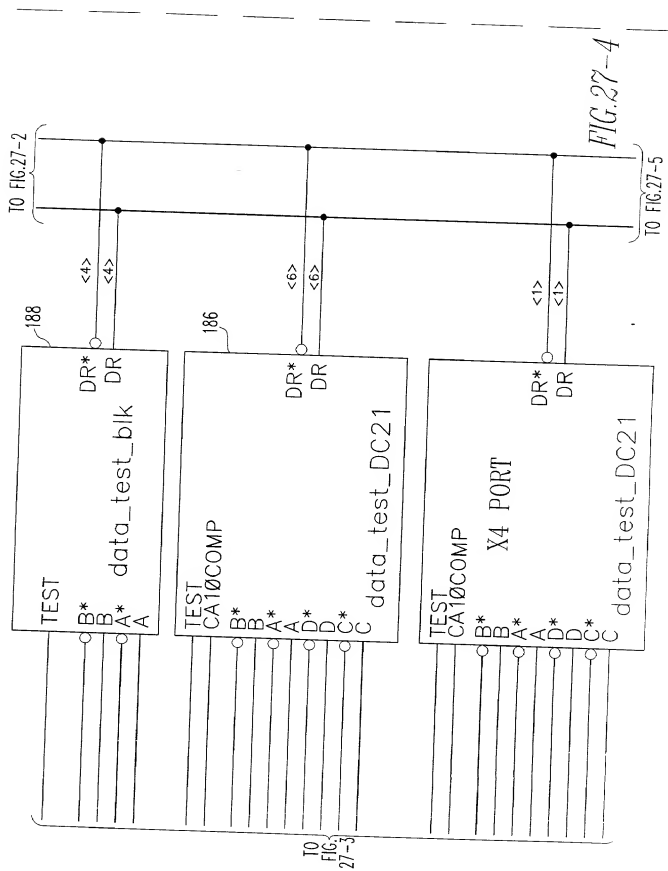 TO FIG.27-2
188
TEST
B*
B
A*
A
data_test_blk
DR*
DR
<4>
<4>
186
TEST
CA10COMP
B*
B
A*
A
D*
D
C*
C
data_test_DC21
DR*
DR
<6>
<6>
TEST
CA10COMP
B*
B
A*
A
D*
D
C*
C
X4 PORT
data_test_DC21
DR*
DR
<1>
<1>
TO
FIG.
27-3
TO FIG.27-5
FIG.27-4